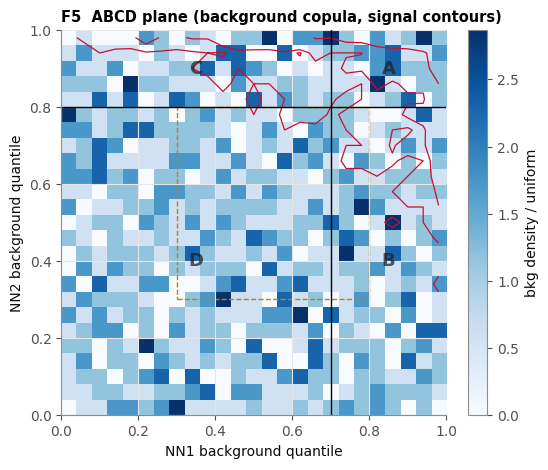 F5 ABCD plane (background copula, signal contours)
1.0
0.8
0.6
0.4
0.2
0.0
NN2 background quantile
C
A
D
B
0.0 0.2 0.4 0.6 0.8 1.0
NN1 background quantile
2.5
2.0
1.5
1.0
0.5
0.0
bkg density / uniform